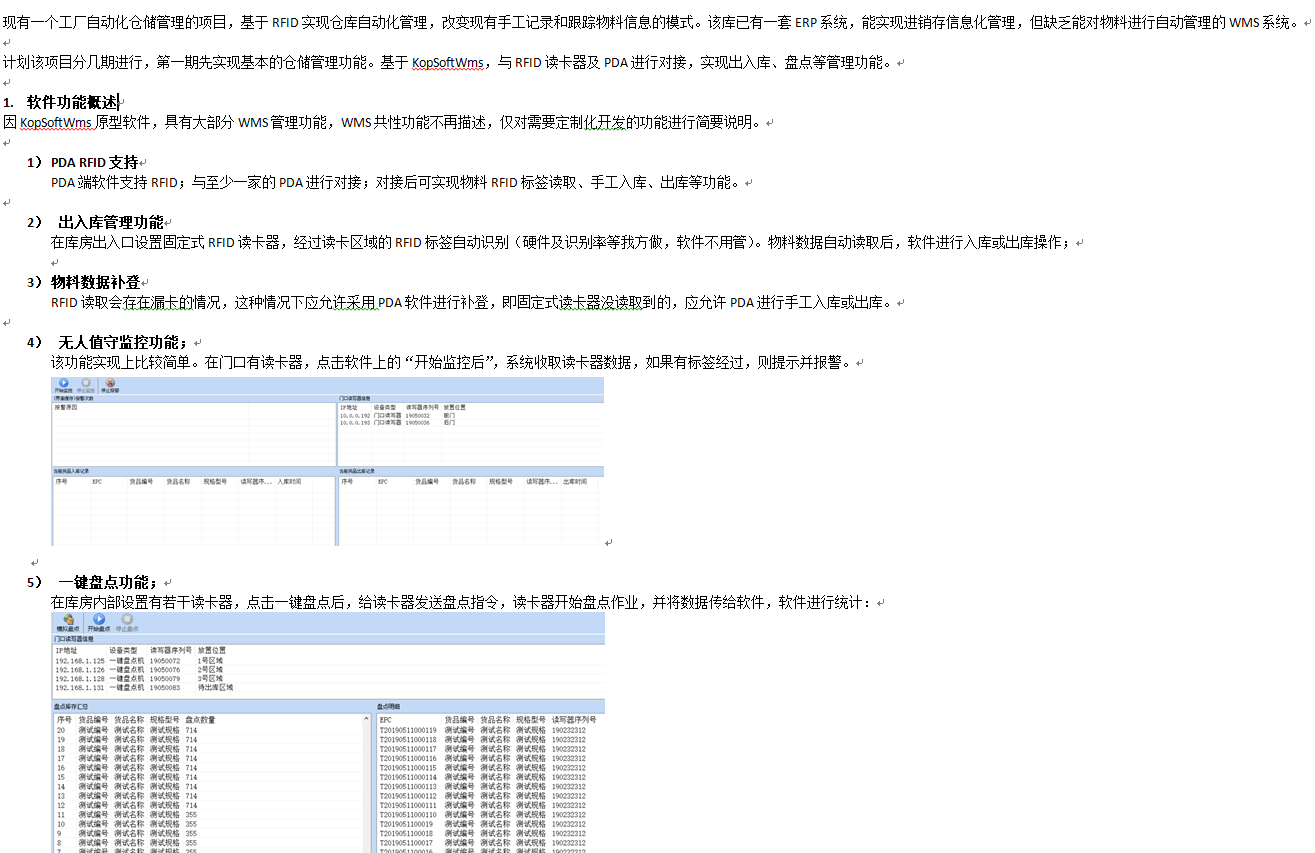 现有一个工厂自动化仓储管理的项目，基于 RFID 实现仓库自动化管理，改变现有手工记录和跟踪物料信息的模式。该库已有一套 ERP 系统，能实现进销存信息化管理，但缺乏能对物料进行自动管理的 WMS 系统。
计划该项目分几期进行，第一期先实现基本的仓储管理功能。基于 KopSoftWms，与 RFID 读卡器及 PDA 进行对接，实现出入库、盘点等管理功能。
1. 软件功能概述
因 KopSoftWms 原型软件，具有大部分 WMS 管理功能，WMS 共性功能不再描述，仅对需要定制化开发的功能进行简要说明。
1） PDA RFID 支持
PDA 端软件支持 RFID；与至少一家的 PDA 进行对接；对接后可实现物料 RFID 标签读取、手工入库、出库等功能。
2） 出入库管理功能
在库房出入口设置固定式 RFID 读卡器，经过读卡区域的 RFID 标签自动识别（硬件及识别率等我方做，软件不用管）。物料数据自动读取后，软件进行入库或出库操作；
3） 物料数据补登
RFID 读取会存在漏卡的情况，这种情况下应允许采用 PDA 软件进行补登，即固定式读卡器没读取到的，应允许 PDA 进行手工入库或出库。
4） 无人值守监控功能；
该功能实现上比较简单。在门口有读卡器，点击软件上的“开始监控后”，系统收取读卡器数据，如果有标签经过，则提示并报警。
开始监控 停止监控 停止报警
门口读写器信息
报警原因
IP地址 设备类型 读写器序列号 放置位置
10.0.0.192 门口读写器 19050032 前门
10.0.0.193 门口读写器 19050036 后门
当前货品入库记录 当前货品出库记录
序号 EPC 货品编号 货品名称 规格型号 读写器序... 入库时间
序号 EPC 货品编号 货品名称 规格型号 读写器序... 出库时间
5） 一键盘点功能；
在库房内部设置有若干读卡器，点击一键盘点后，给读卡器发送盘点指令，读卡器开始盘点作业，并将数据传给软件，软件进行统计：
模拟盘点 开始盘点 停止盘点
门口读写器信息
IP地址 设备类型 读写器序列号 放置位置
192.168.1.125 一键盘点机 19050072 1号区域
192.168.1.126 一键盘点机 19050076 2号区域
192.168.1.128 一键盘点机 19050079 3号区域
192.168.1.131 一键盘点机 19050083 待出库区域
盘点库存汇总 盘点明细
序号 货品编号 货品名称 规格型号 盘点数量 EPC 货品编号 货品名称 规格型号 读写器序列号
20 测试编号 测试名称 测试规格 714 T20190511000119 测试编号 测试名称 测试规格 190232312
19 测试编号 测试名称 测试规格 714 T20190511000118 测试编号 测试名称 测试规格 190232312
18 测试编号 测试名称 测试规格 714 T20190511000117 测试编号 测试名称 测试规格 190232312
17 测试编号 测试名称 测试规格 714 T20190511000116 测试编号 测试名称 测试规格 190232312
16 测试编号 测试名称 测试规格 714 T20190511000115 测试编号 测试名称 测试规格 190232312
15 测试编号 测试名称 测试规格 714 T20190511000114 测试编号 测试名称 测试规格 190232312
14 测试编号 测试名称 测试规格 714 T20190511000113 测试编号 测试名称 测试规格 190232312
13 测试编号 测试名称 测试规格 714 T20190511000112 测试编号 测试名称 测试规格 190232312
12 测试编号 测试名称 测试规格 714 T20190511000111 测试编号 测试名称 测试规格 190232312
11 测试编号 测试名称 测试规格 355 T20190511000110 测试编号 测试名称 测试规格 190232312
10 测试编号 测试名称 测试规格 355 T2019051100019 测试编号 测试名称 测试规格 190232312
9 测试编号 测试名称 测试规格 355 T2019051100018 测试编号 测试名称 测试规格 190232312
8 测试编号 测试名称 测试规格 355 T2019051100017 测试编号 测试名称 测试规格 190232312